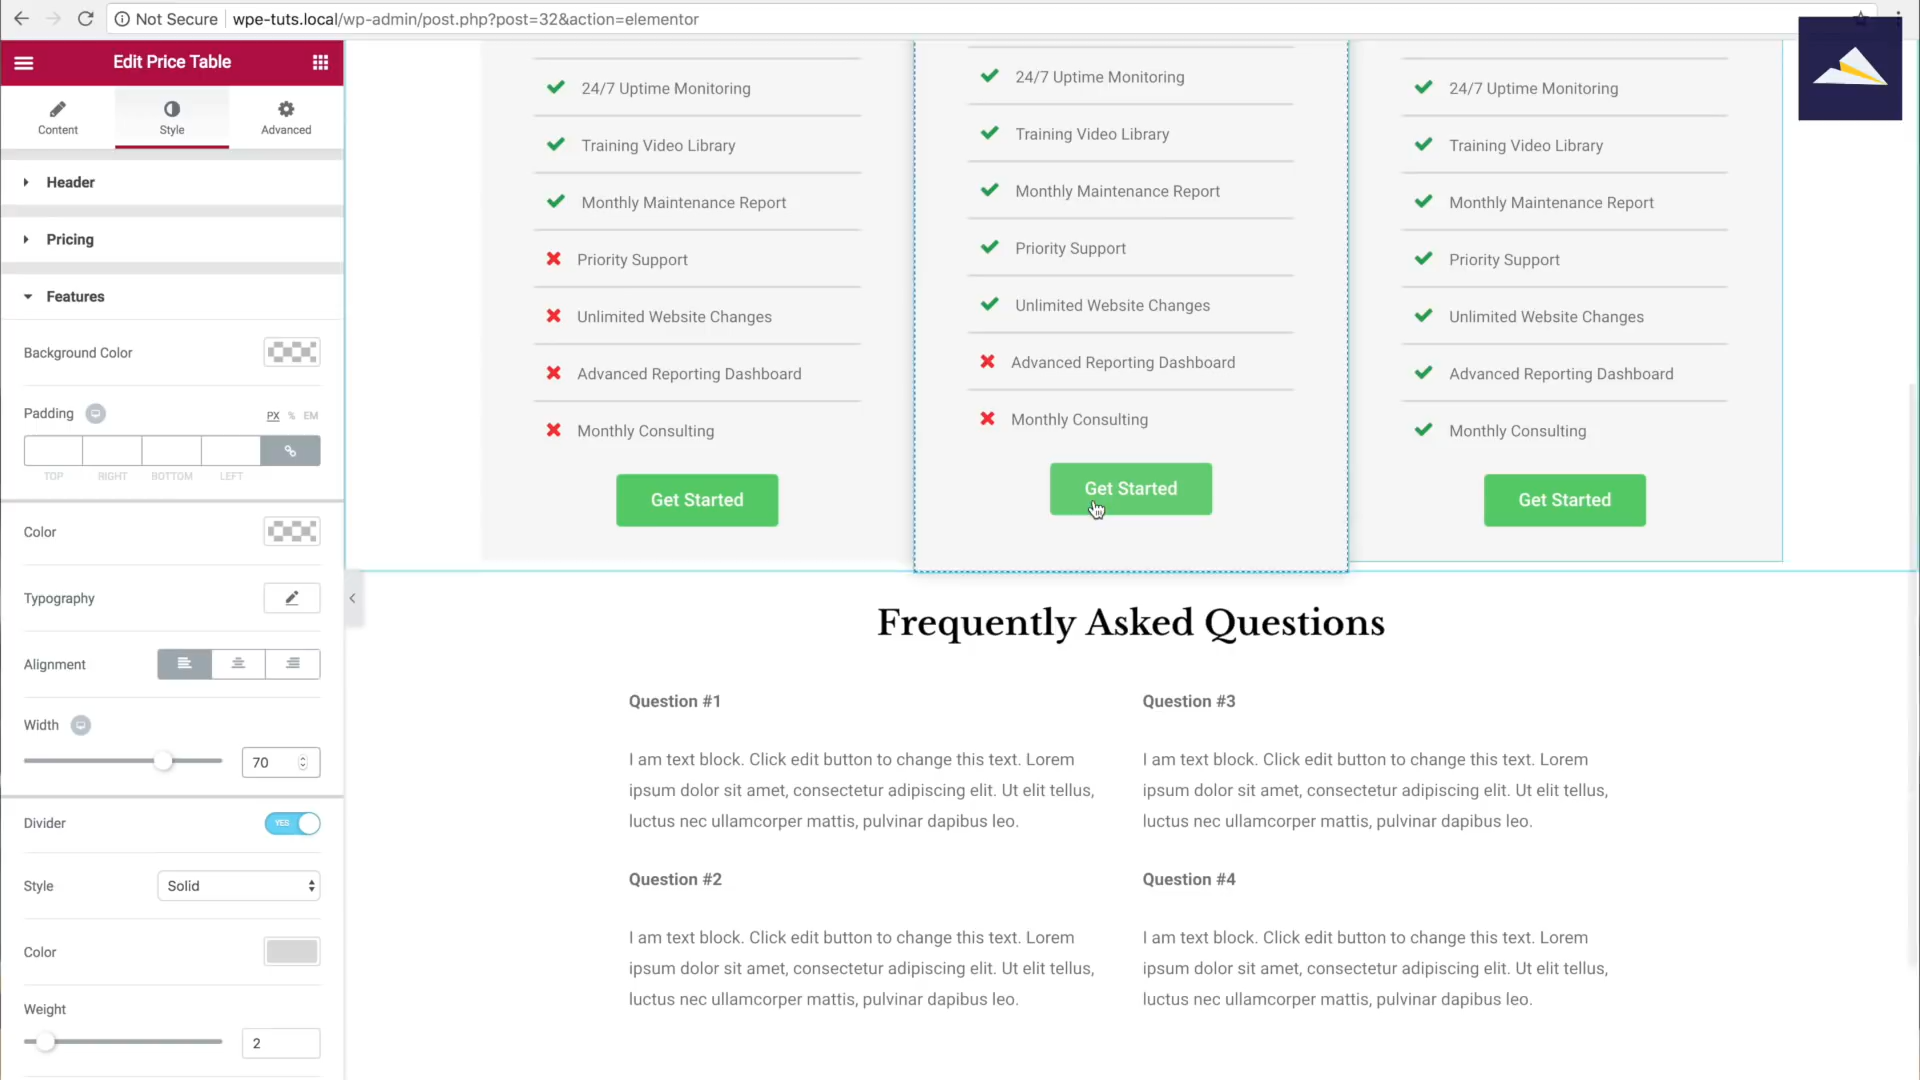 Not Secure | wpe-tuts.local/wp-admin/post.php?post=32&action=elementor
Edit Price Table
Content
Style
Advanced
Header
Pricing
Features
Background Color
Padding
PX % EM
TOP RIGHT BOTTOM LEFT
Color
Typography
Alignment
Width
70
Divider
YES
Style
Solid
Color
Weight
2
24/7 Uptime Monitoring
Training Video Library
Monthly Maintenance Report
Priority Support
Unlimited Website Changes
Advanced Reporting Dashboard
Monthly Consulting
Get Started
24/7 Uptime Monitoring
Training Video Library
Monthly Maintenance Report
Priority Support
Unlimited Website Changes
Advanced Reporting Dashboard
Monthly Consulting
Get Started
24/7 Uptime Monitoring
Training Video Library
Monthly Maintenance Report
Priority Support
Unlimited Website Changes
Advanced Reporting Dashboard
Monthly Consulting
Get Started
Frequently Asked Questions
Question #1
I am text block. Click edit button to change this text. Lorem
ipsum dolor sit amet, consectetur adipiscing elit. Ut elit tellus,
luctus nec ullamcorper mattis, pulvinar dapibus leo.
Question #2
I am text block. Click edit button to change this text. Lorem
ipsum dolor sit amet, consectetur adipiscing elit. Ut elit tellus,
luctus nec ullamcorper mattis, pulvinar dapibus leo.
Question #3
I am text block. Click edit button to change this text. Lorem
ipsum dolor sit amet, consectetur adipiscing elit. Ut elit tellus,
luctus nec ullamcorper mattis, pulvinar dapibus leo.
Question #4
I am text block. Click edit button to change this text. Lorem
ipsum dolor sit amet, consectetur adipiscing elit. Ut elit tellus,
luctus nec ullamcorper mattis, pulvinar dapibus leo.